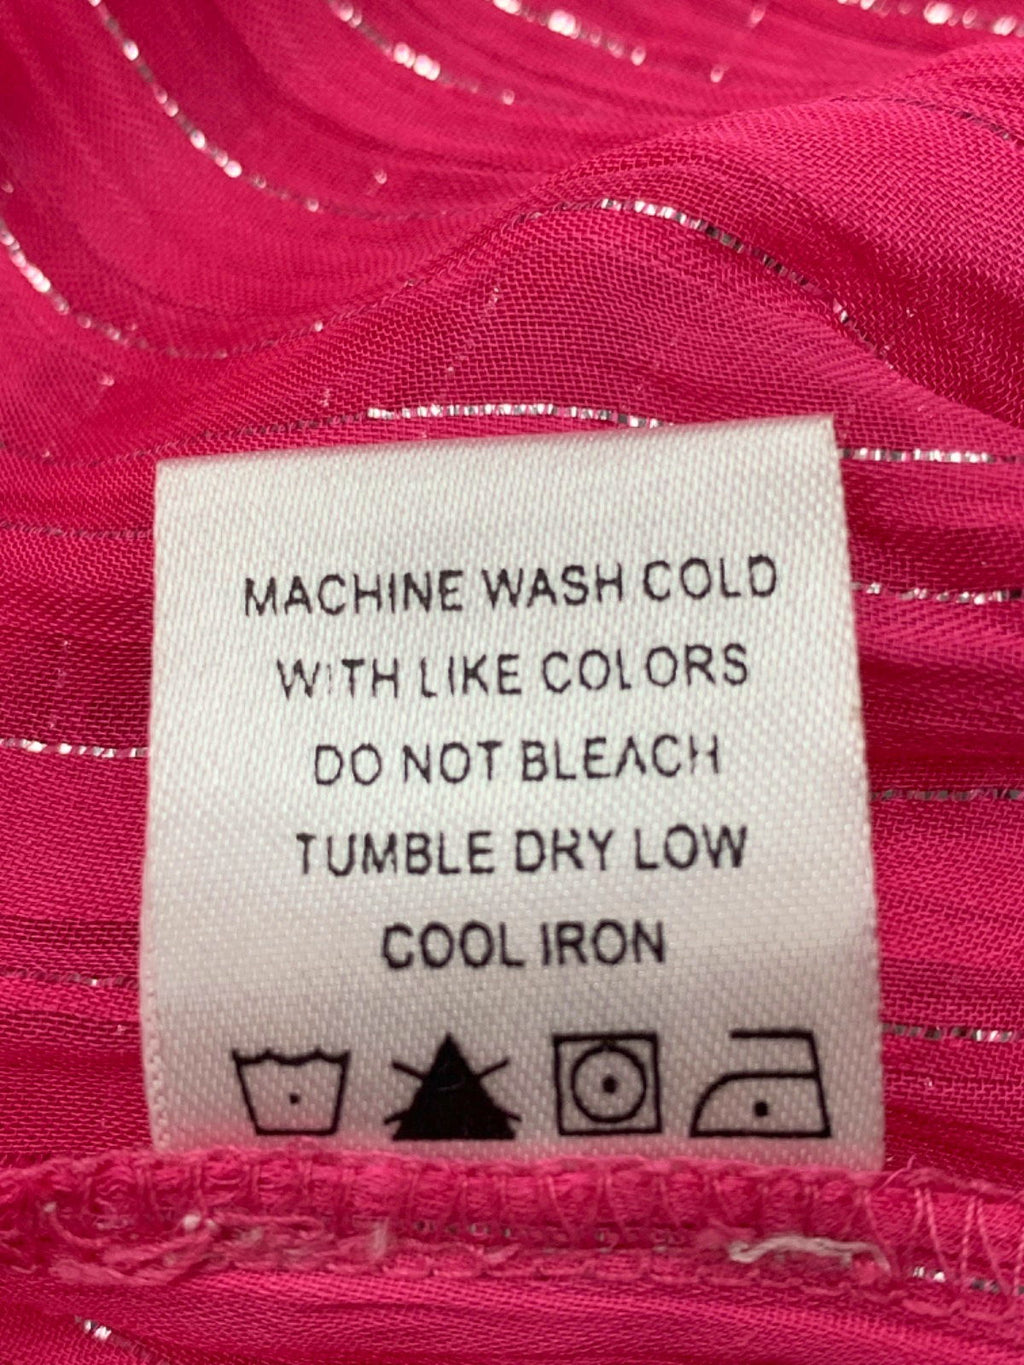 MACHINE WASH COLD
WITH LIKE COLORS
DO NOT BLEACH
TUMBLE DRY LOW
COOL IRON